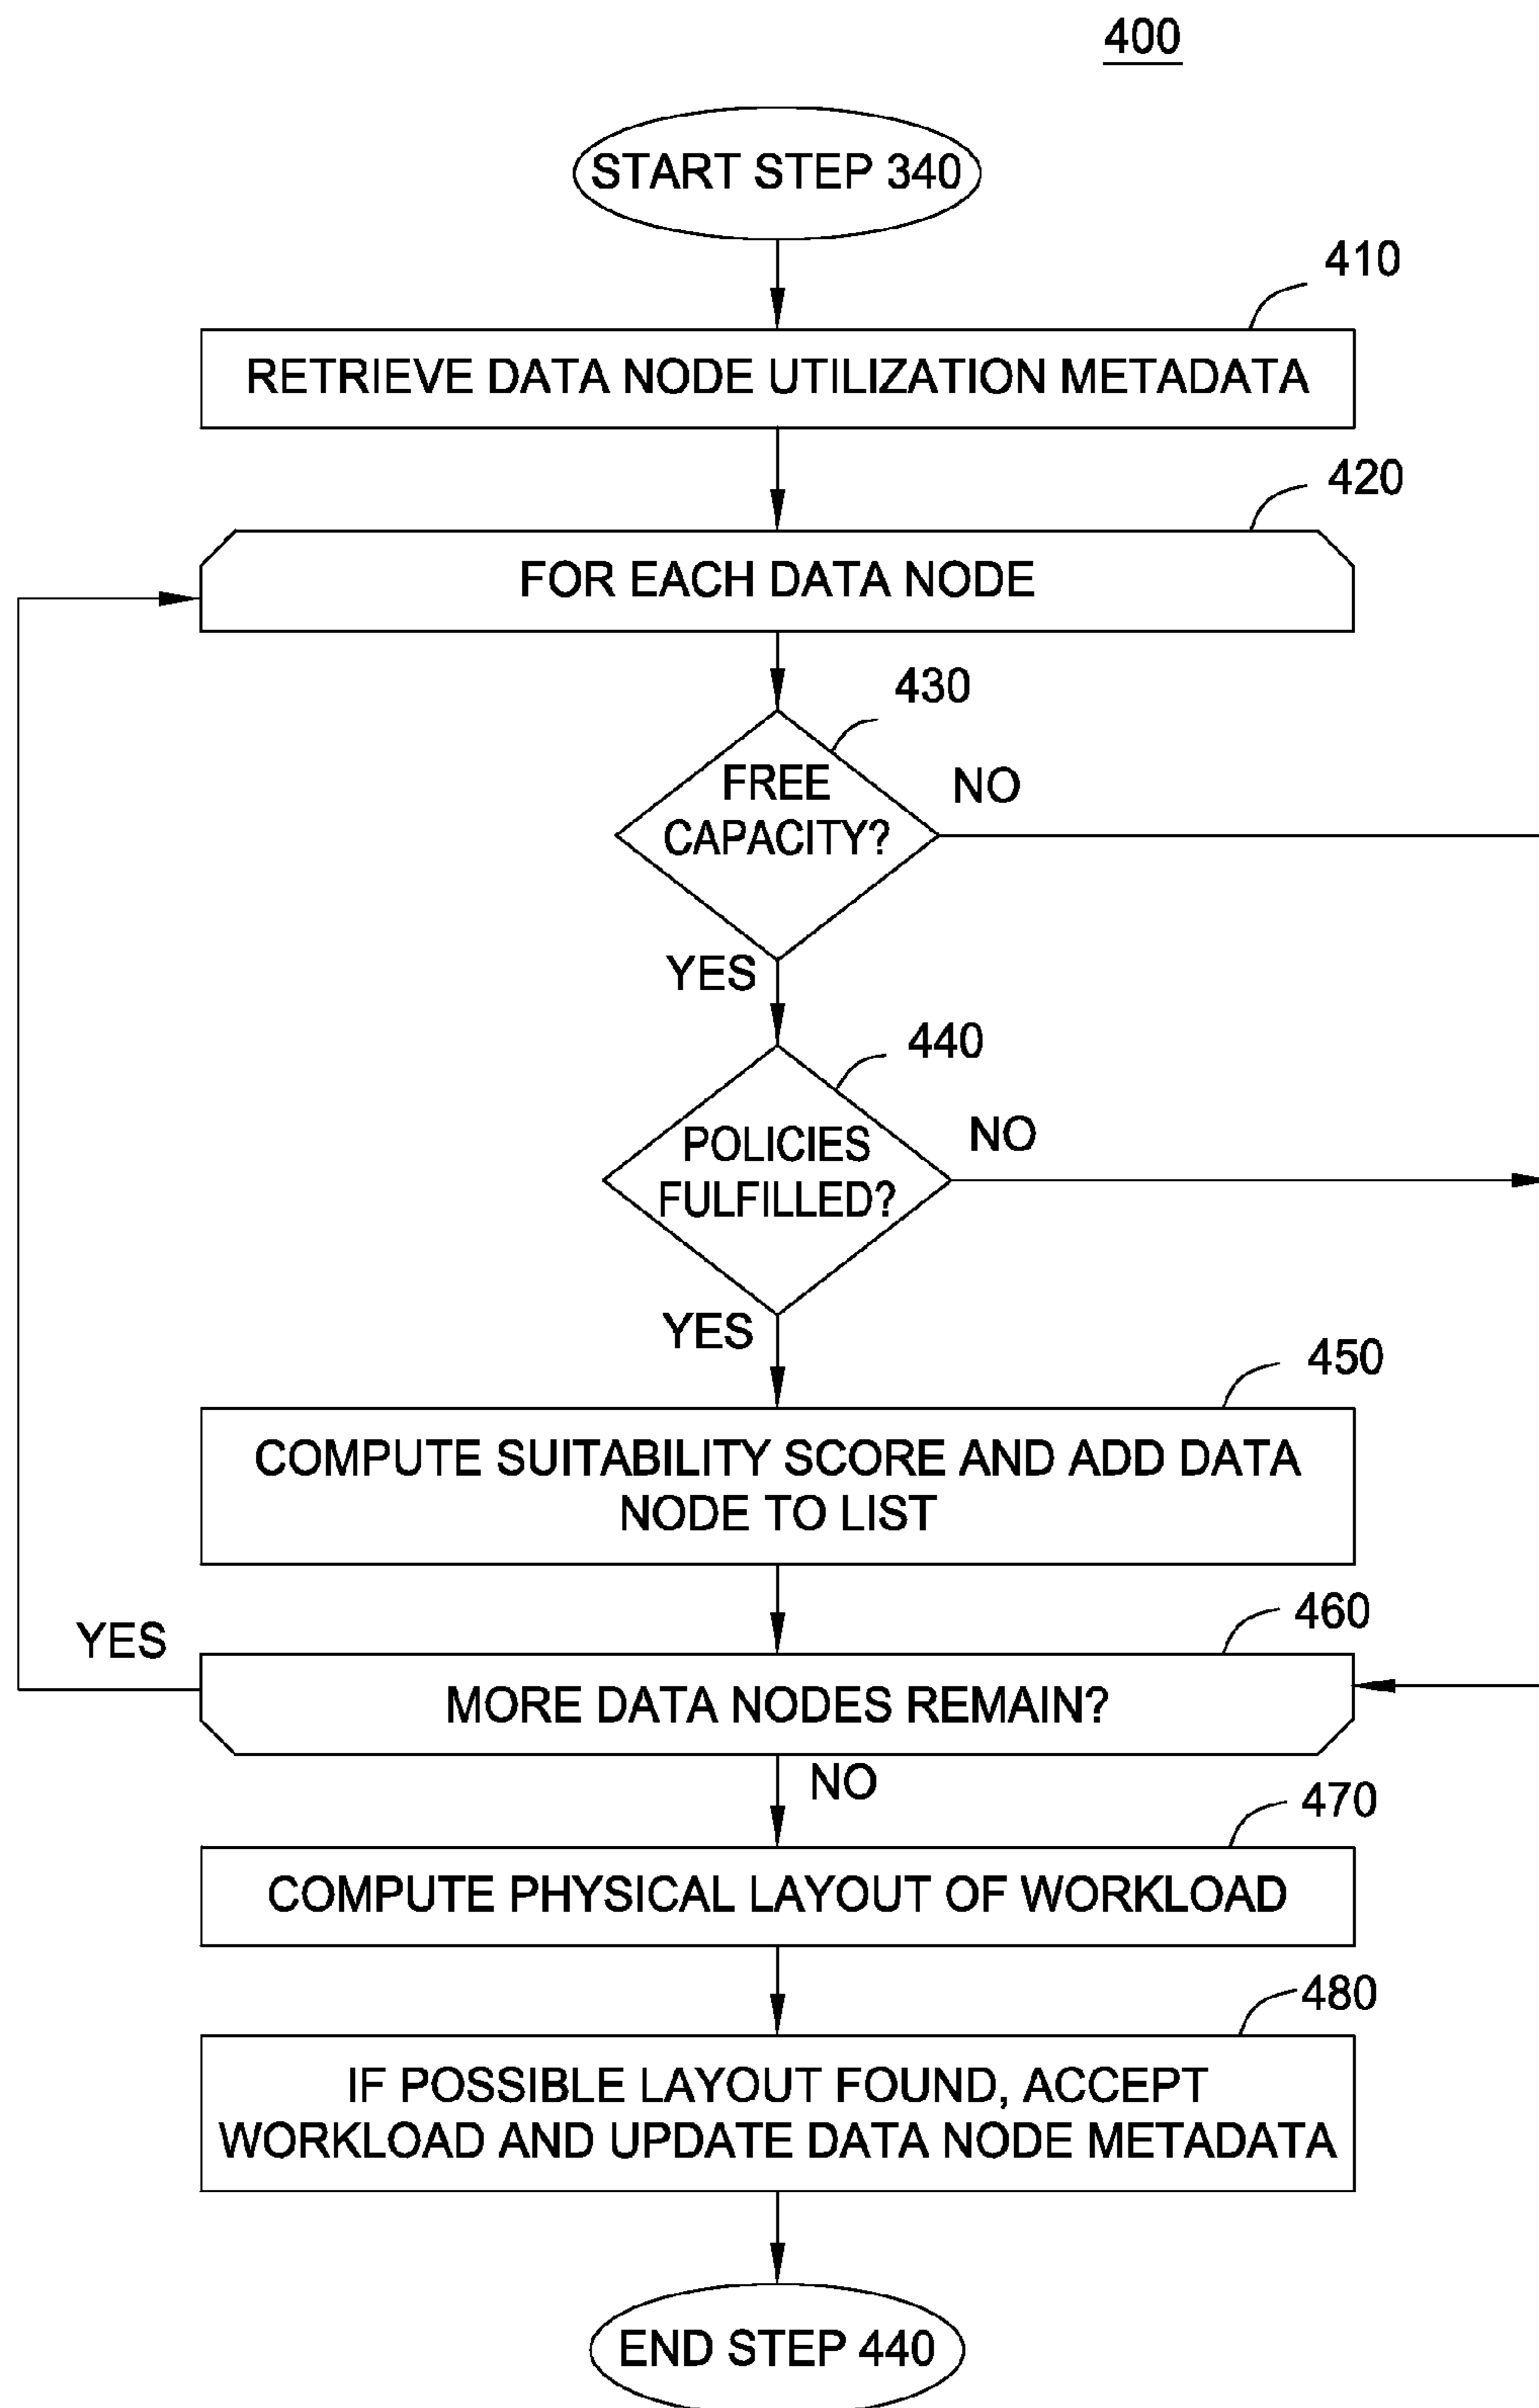 400
START STEP 340
410
RETRIEVE DATA NODE UTILIZATION METADATA
420
FOR EACH DATA NODE
430
FREE
CAPACITY?
NO
YES
440
POLICIES
FULFILLED?
NO
YES
450
COMPUTE SUITABILITY SCORE AND ADD DATA
NODE TO LIST
YES
460
MORE DATA NODES REMAIN?
NO
470
COMPUTE PHYSICAL LAYOUT OF WORKLOAD
480
IF POSSIBLE LAYOUT FOUND, ACCEPT
WORKLOAD AND UPDATE DATA NODE METADATA
END STEP 440